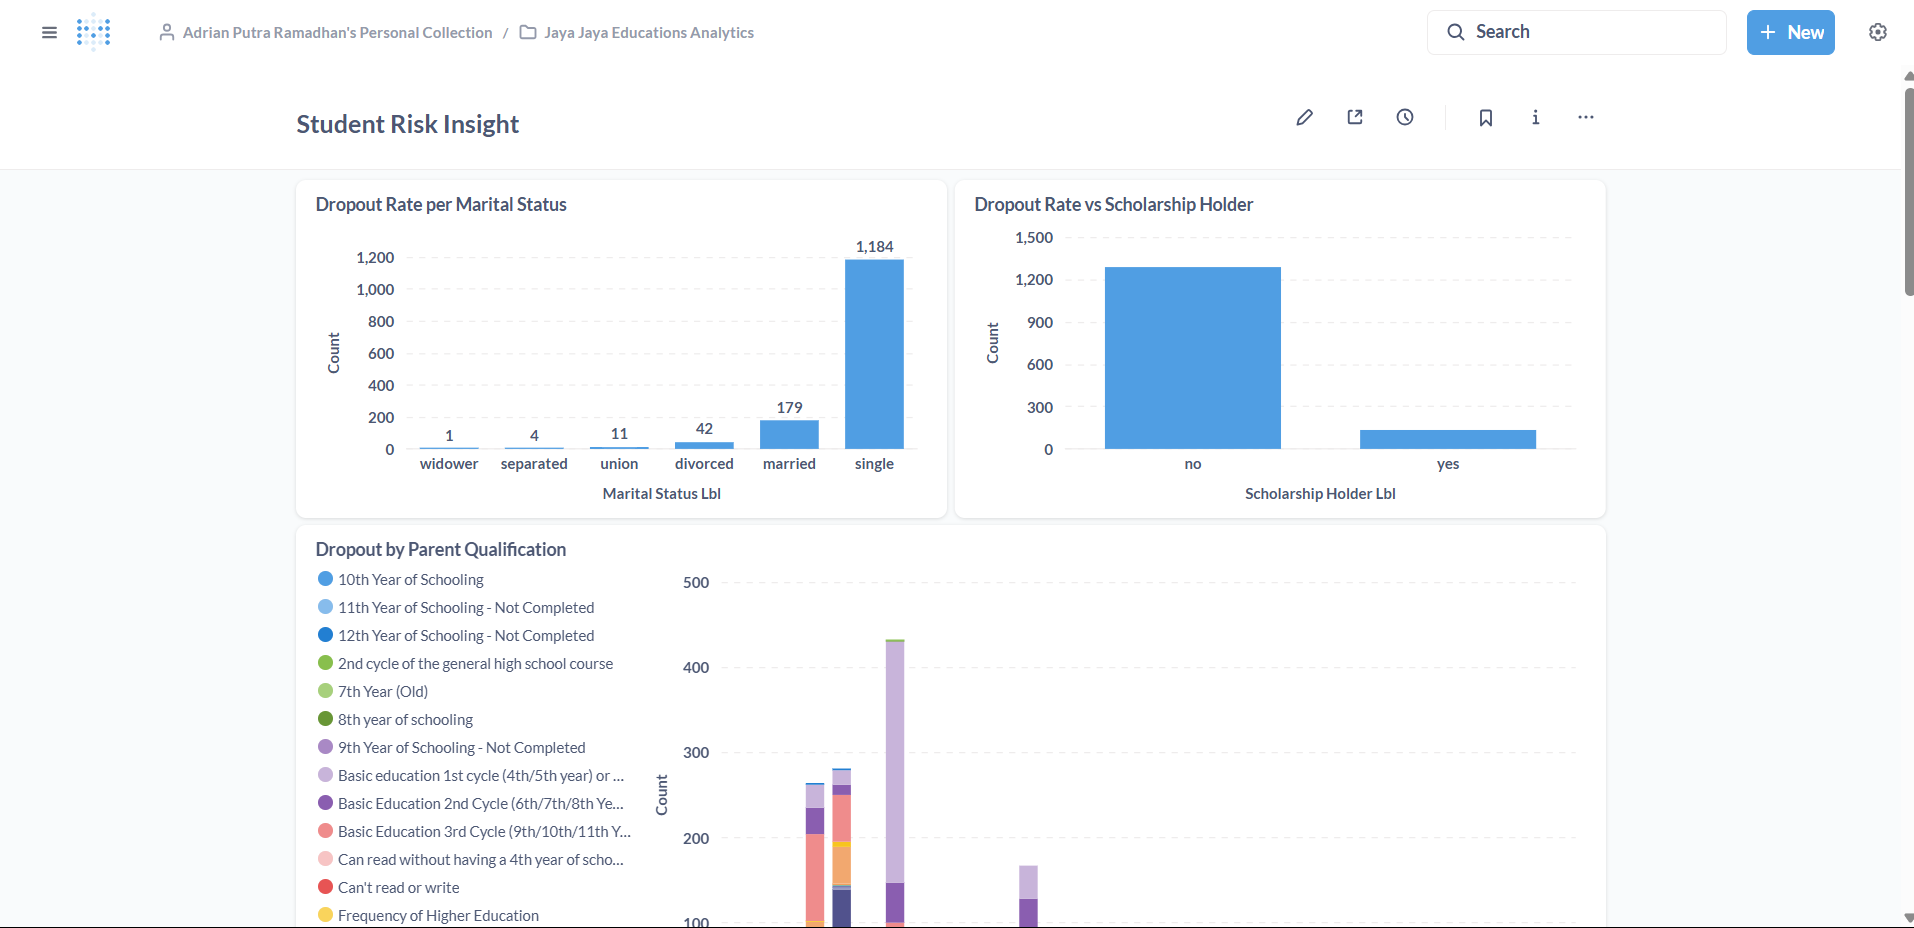 Adrian Putra Ramadhan's Personal Collection / Jaya Jaya Educations Analytics
Search
+ New
Student Risk Insight
Dropout Rate per Marital Status
1,200
1,000
800
600
400
200
0
Count
1
4
11
42
179
1,184
widower
separated
union
divorced
married
single
Marital Status Lbl
Dropout Rate vs Scholarship Holder
1,500
1,200
900
600
300
0
Count
no
yes
Scholarship Holder Lbl
Dropout by Parent Qualification
10th Year of Schooling
11th Year of Schooling - Not Completed
12th Year of Schooling - Not Completed
2nd cycle of the general high school course
7th Year (Old)
8th year of schooling
9th Year of Schooling - Not Completed
Basic education 1st cycle (4th/5th year) or ...
Basic Education 2nd Cycle (6th/7th/8th Ye...
Basic Education 3rd Cycle (9th/10th/11th Y...
Can read without having a 4th year of scho...
Can't read or write
Frequency of Higher Education
500
400
300
200
100
Count